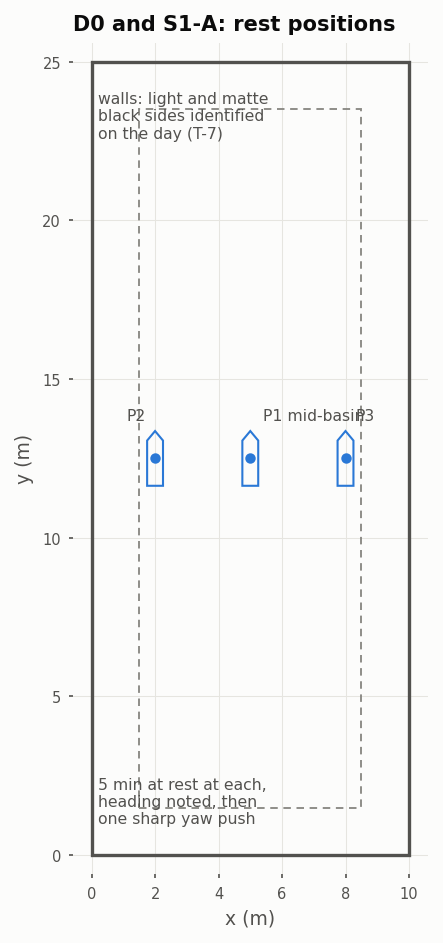 D0 and S1-A: rest positions
25
walls: light and matte
black sides identified
on the day (T-7)
20
15
P2
P1 mid-basin
P3
y (m)
10
5
5 min at rest at each,
heading noted, then
one sharp yaw push
0
0 2 4 6 8 10
x (m)